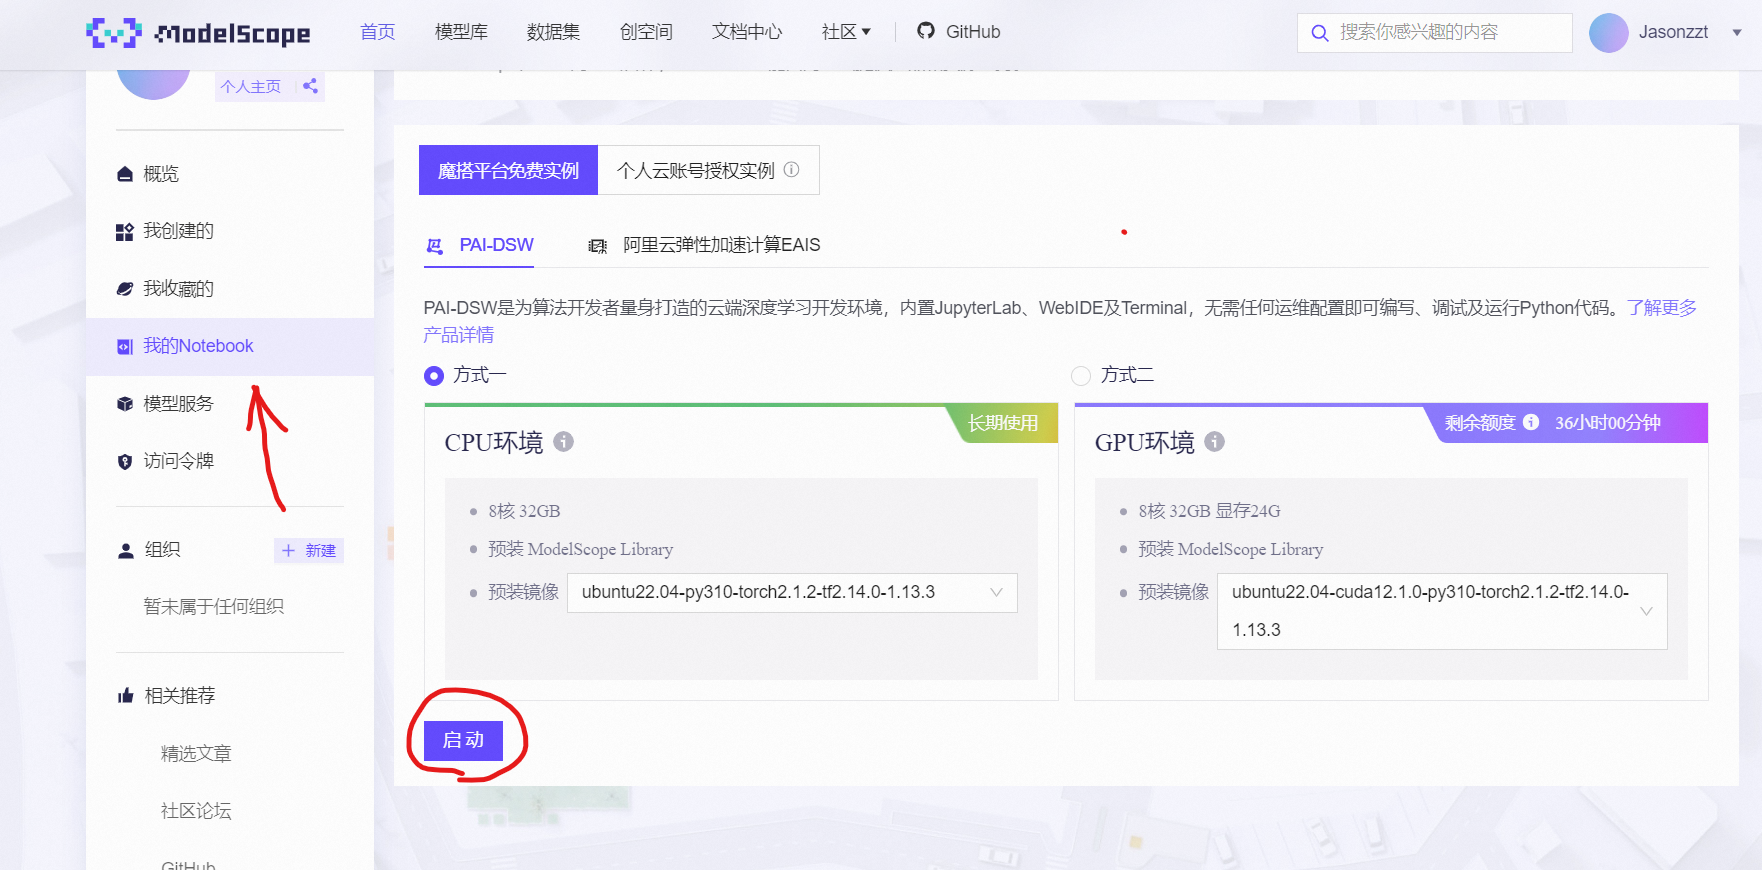 ModelScope 首页 模型库 数据集 创空间 文档中心 社区 GitHub 搜索你感兴趣的内容 Jasonzzt
个人主页
概览
我创建的
我收藏的
我的Notebook
模型服务
访问令牌
组织 新建
暂未属于任何组织
相关推荐
精选文章
社区论坛
GitHub
魔搭平台免费实例 个人云账号授权实例
PAI-DSW 阿里云弹性加速计算EAIS
PAI-DSW是为算法开发者量身打造的云端深度学习开发环境，内置JupyterLab、WebIDE及Terminal，无需任何运维配置即可编写、调试及运行Python代码。了解更多
产品详情
方式一
长期使用
CPU环境
8核 32GB
预装 ModelScope Library
预装镜像 ubuntu22.04-py310-torch2.1.2-tf2.14.0-1.13.3
方式二
剩余额度 36小时00分钟
GPU环境
8核 32GB 显存24G
预装 ModelScope Library
预装镜像 ubuntu22.04-cuda12.1.0-py310-torch2.1.2-tf2.14.0-
1.13.3
启动